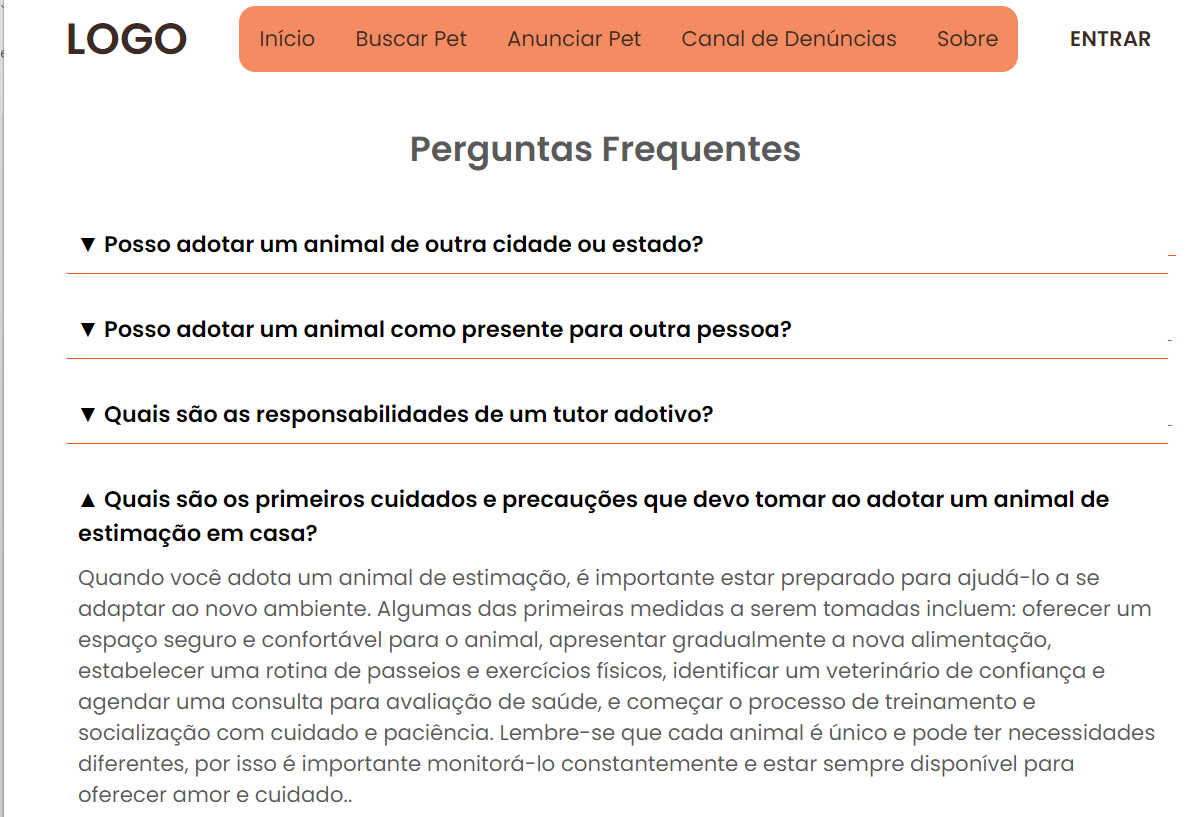 LOGO Início Buscar Pet Anunciar Pet Canal de Denúncias Sobre ENTRAR
Perguntas Frequentes
▼ Posso adotar um animal de outra cidade ou estado?
▼ Posso adotar um animal como presente para outra pessoa?
▼ Quais são as responsabilidades de um tutor adotivo?
▲ Quais são os primeiros cuidados e precauções que devo tomar ao adotar um animal de
estimação em casa?
Quando você adota um animal de estimação, é importante estar preparado para ajudá-lo a se
adaptar ao novo ambiente. Algumas das primeiras medidas a serem tomadas incluem: oferecer um
espaço seguro e confortável para o animal, apresentar gradualmente a nova alimentação,
estabelecer uma rotina de passeios e exercícios físicos, identificar um veterinário de confiança e
agendar uma consulta para avaliação de saúde, e começar o processo de treinamento e
socialização com cuidado e paciência. Lembre-se que cada animal é único e pode ter necessidades
diferentes, por isso é importante monitorá-lo constantemente e estar sempre disponível para
oferecer amor e cuidado..